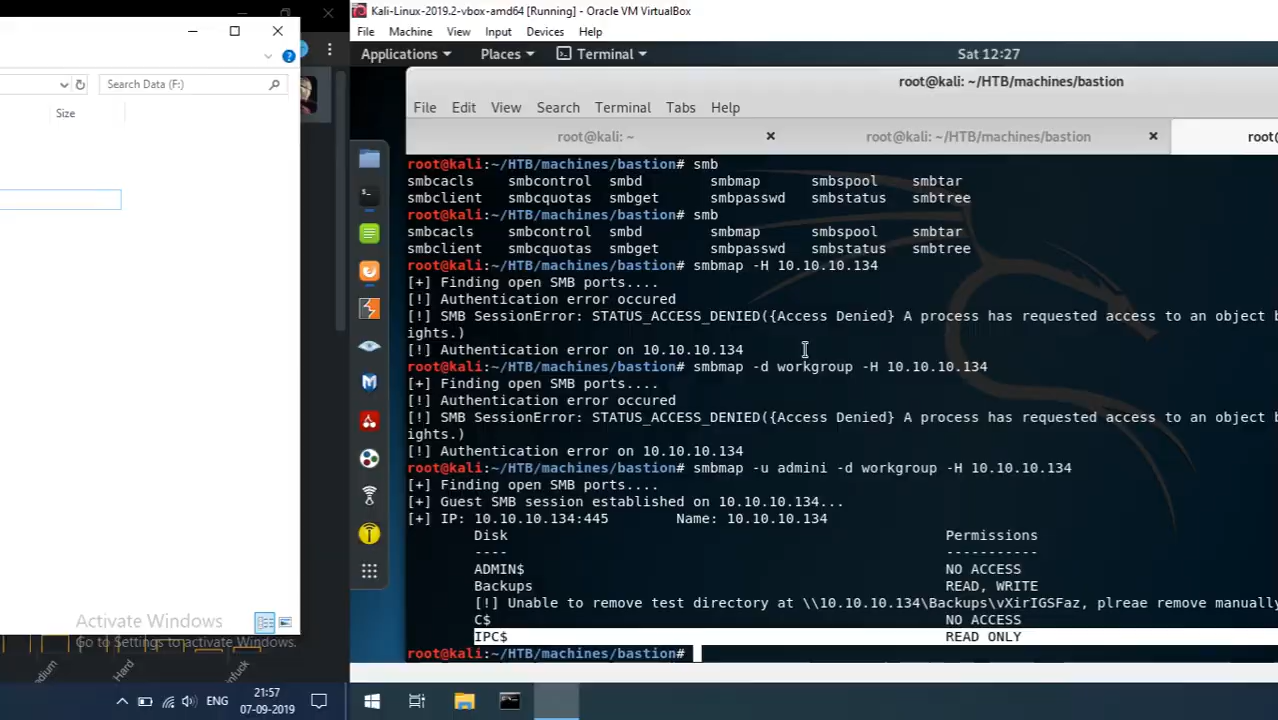 Kali-Linux-2019.2-vbox-amd64 [Running] - Oracle VM VirtualBox
File Machine View Input Devices Help
Applications Places Terminal Sat 12:27
root@kali: ~/HTB/machines/bastion
File Edit View Search Terminal Tabs Help
root@kali: ~ root@kali: ~/HTB/machines/bastion
Search Data (F:)
Size
root@kali:~/HTB/machines/bastion# smb
smbcacls smbcontrol smbd smbmap smbspool smbtar
smbclient smbcquotas smbget smbpasswd smbstatus smbtree
root@kali:~/HTB/machines/bastion# smb
smbcacls smbcontrol smbd smbmap smbspool smbtar
smbclient smbcquotas smbget smbpasswd smbstatus smbtree
root@kali:~/HTB/machines/bastion# smbmap -H 10.10.10.134
[+] Finding open SMB ports....
[!] Authentication error occured
[!] SMB SessionError: STATUS_ACCESS_DENIED({Access Denied} A process has requested access to an object b
ights.)
[!] Authentication error on 10.10.10.134
root@kali:~/HTB/machines/bastion# smbmap -d workgroup -H 10.10.10.134
[+] Finding open SMB ports....
[!] Authentication error occured
[!] SMB SessionError: STATUS_ACCESS_DENIED({Access Denied} A process has requested access to an object b
ights.)
[!] Authentication error on 10.10.10.134
root@kali:~/HTB/machines/bastion# smbmap -u admini -d workgroup -H 10.10.10.134
[+] Finding open SMB ports....
[+] Guest SMB session established on 10.10.10.134...
[+] IP: 10.10.10.134:445 Name: 10.10.10.134
Disk Permissions
---- -----------
ADMIN$ NO ACCESS
Backups READ, WRITE
[!] Unable to remove test directory at \\10.10.10.134\Backups\vXirIGSFaz, plreae remove manually
C$ NO ACCESS
IPC$ READ ONLY
root@kali:~/HTB/machines/bastion#
Activate Windows
Go to Settings to activate Windows.
Hard
ENG
21:57
07-09-2019